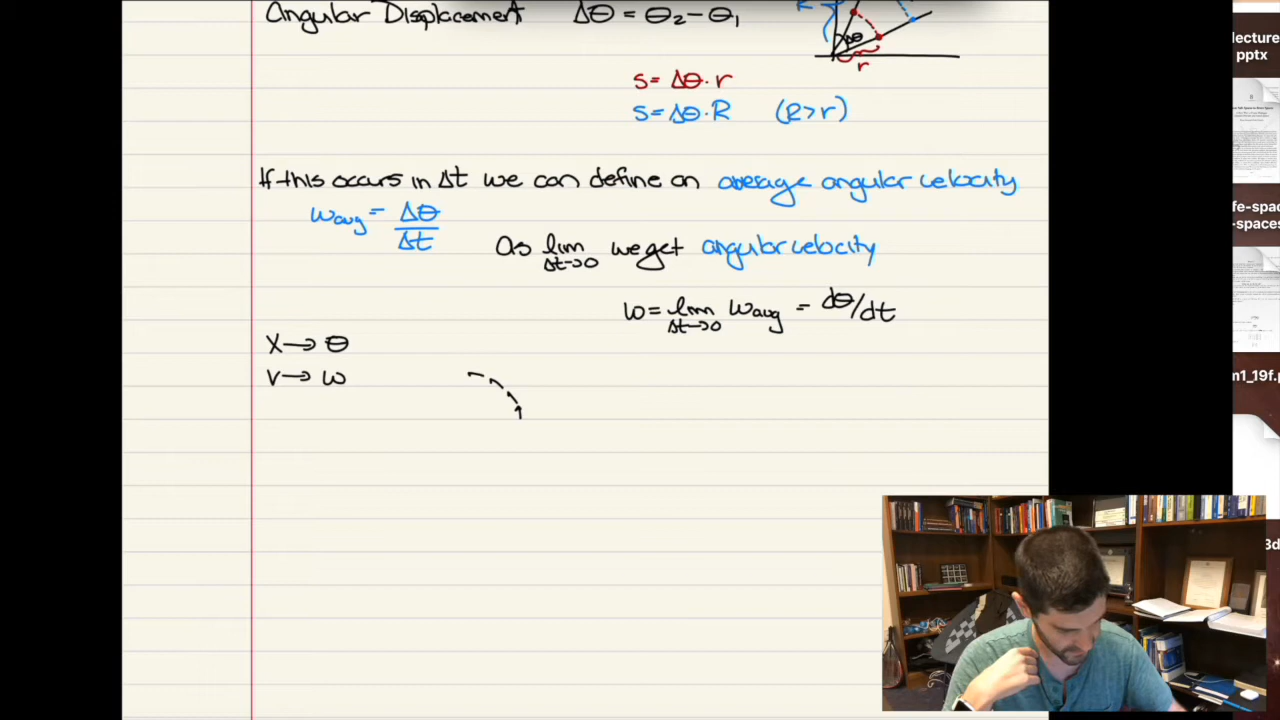 Angular Displacement Δθ = θ₂ − θ₁
Δθ
r
s = Δθ · r
s = Δθ · R (R > r)
If this occurs in Δt we can define an average angular velocity
ωavg = Δθ/Δt
As lim Δt→0 we get angular velocity
ω = lim Δt→0 ωavg = dθ/dt
X → θ
V → ω
lecture
pptx
fe-spac
-spaces
m1_19f.p
3d